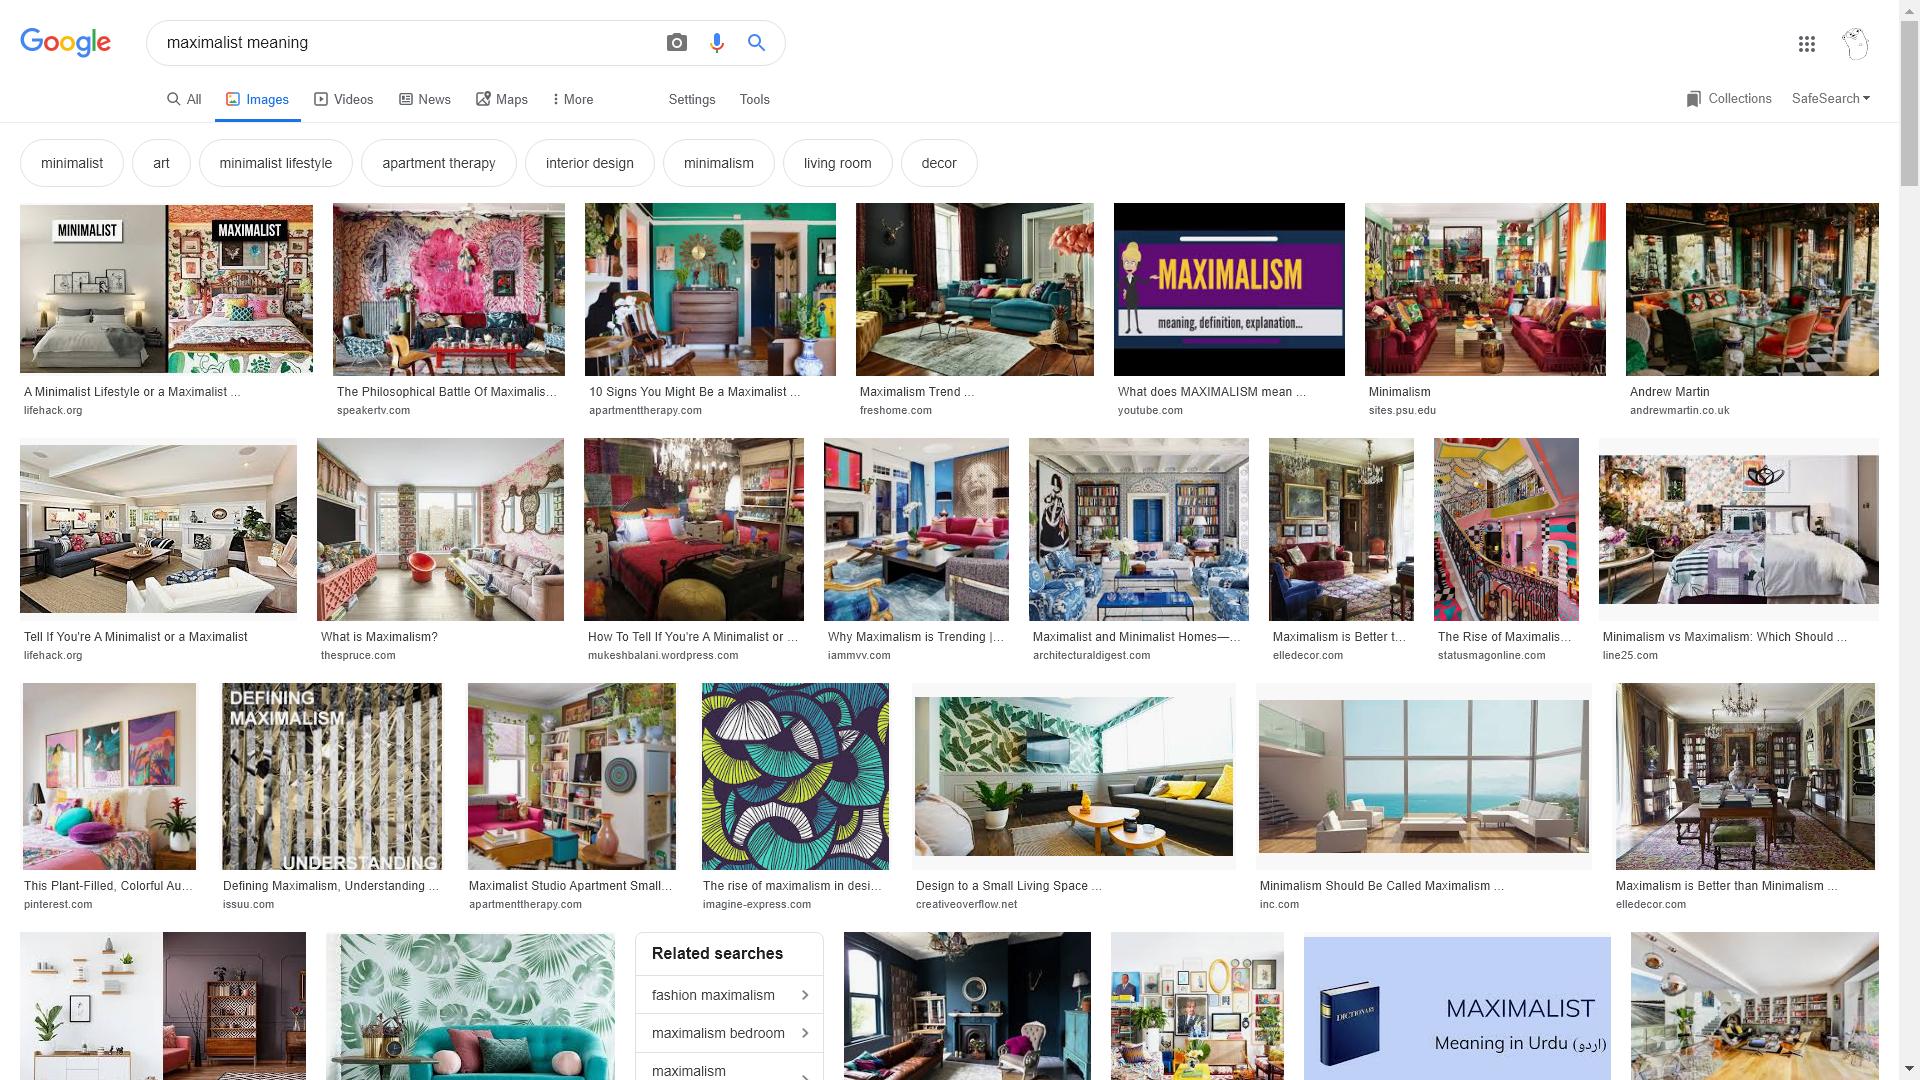 Google
maximalist meaning
All
Images
Videos
News
Maps
More
Settings
Tools
Collections
SafeSearch
minimalist
art
minimalist lifestyle
apartment therapy
interior design
minimalism
living room
decor
MINIMALIST
MAXIMALIST
MAXIMALISM
meaning, definition, explanation...
A Minimalist Lifestyle or a Maximalist ...
lifehack.org
The Philosophical Battle Of Maximalis...
speakertv.com
10 Signs You Might Be a Maximalist ...
apartmenttherapy.com
Maximalism Trend ...
freshome.com
What does MAXIMALISM mean ...
youtube.com
Minimalism
sites.psu.edu
Andrew Martin
andrewmartin.co.uk
Tell If You're A Minimalist or a Maximalist
lifehack.org
What is Maximalism?
thespruce.com
How To Tell If You're A Minimalist or ...
mukeshbalani.wordpress.com
Why Maximalism is Trending |...
iammvv.com
Maximalist and Minimalist Homes—...
architecturaldigest.com
Maximalism is Better t...
elledecor.com
The Rise of Maximalis...
statusmagonline.com
Minimalism vs Maximalism: Which Should ...
line25.com
DEFINING
MAXIMALISM
UNDERSTANDING
This Plant-Filled, Colorful Au...
pinterest.com
Defining Maximalism, Understanding ...
issuu.com
Maximalist Studio Apartment Small...
apartmenttherapy.com
The rise of maximalism in desi...
imagine-express.com
Design to a Small Living Space ...
creativeoverflow.net
Minimalism Should Be Called Maximalism ...
inc.com
Maximalism is Better than Minimalism ...
elledecor.com
Related searches
fashion maximalism
maximalism bedroom
maximalism
DICTIONARY
MAXIMALIST
Meaning in Urdu (اردو)